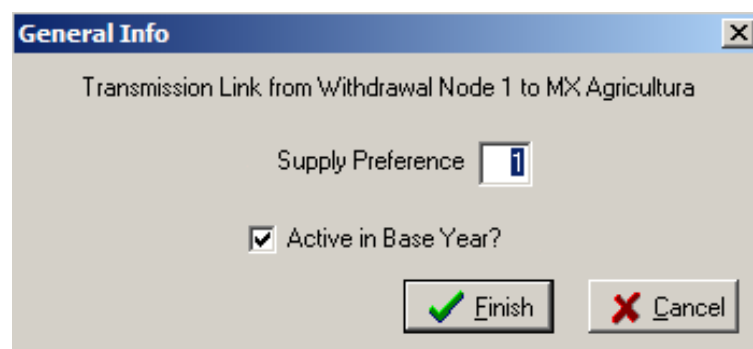 General Info
Transmission Link from Withdrawal Node 1 to MX Agricultura
Supply Preference 1
Active in Base Year?
Finish Cancel